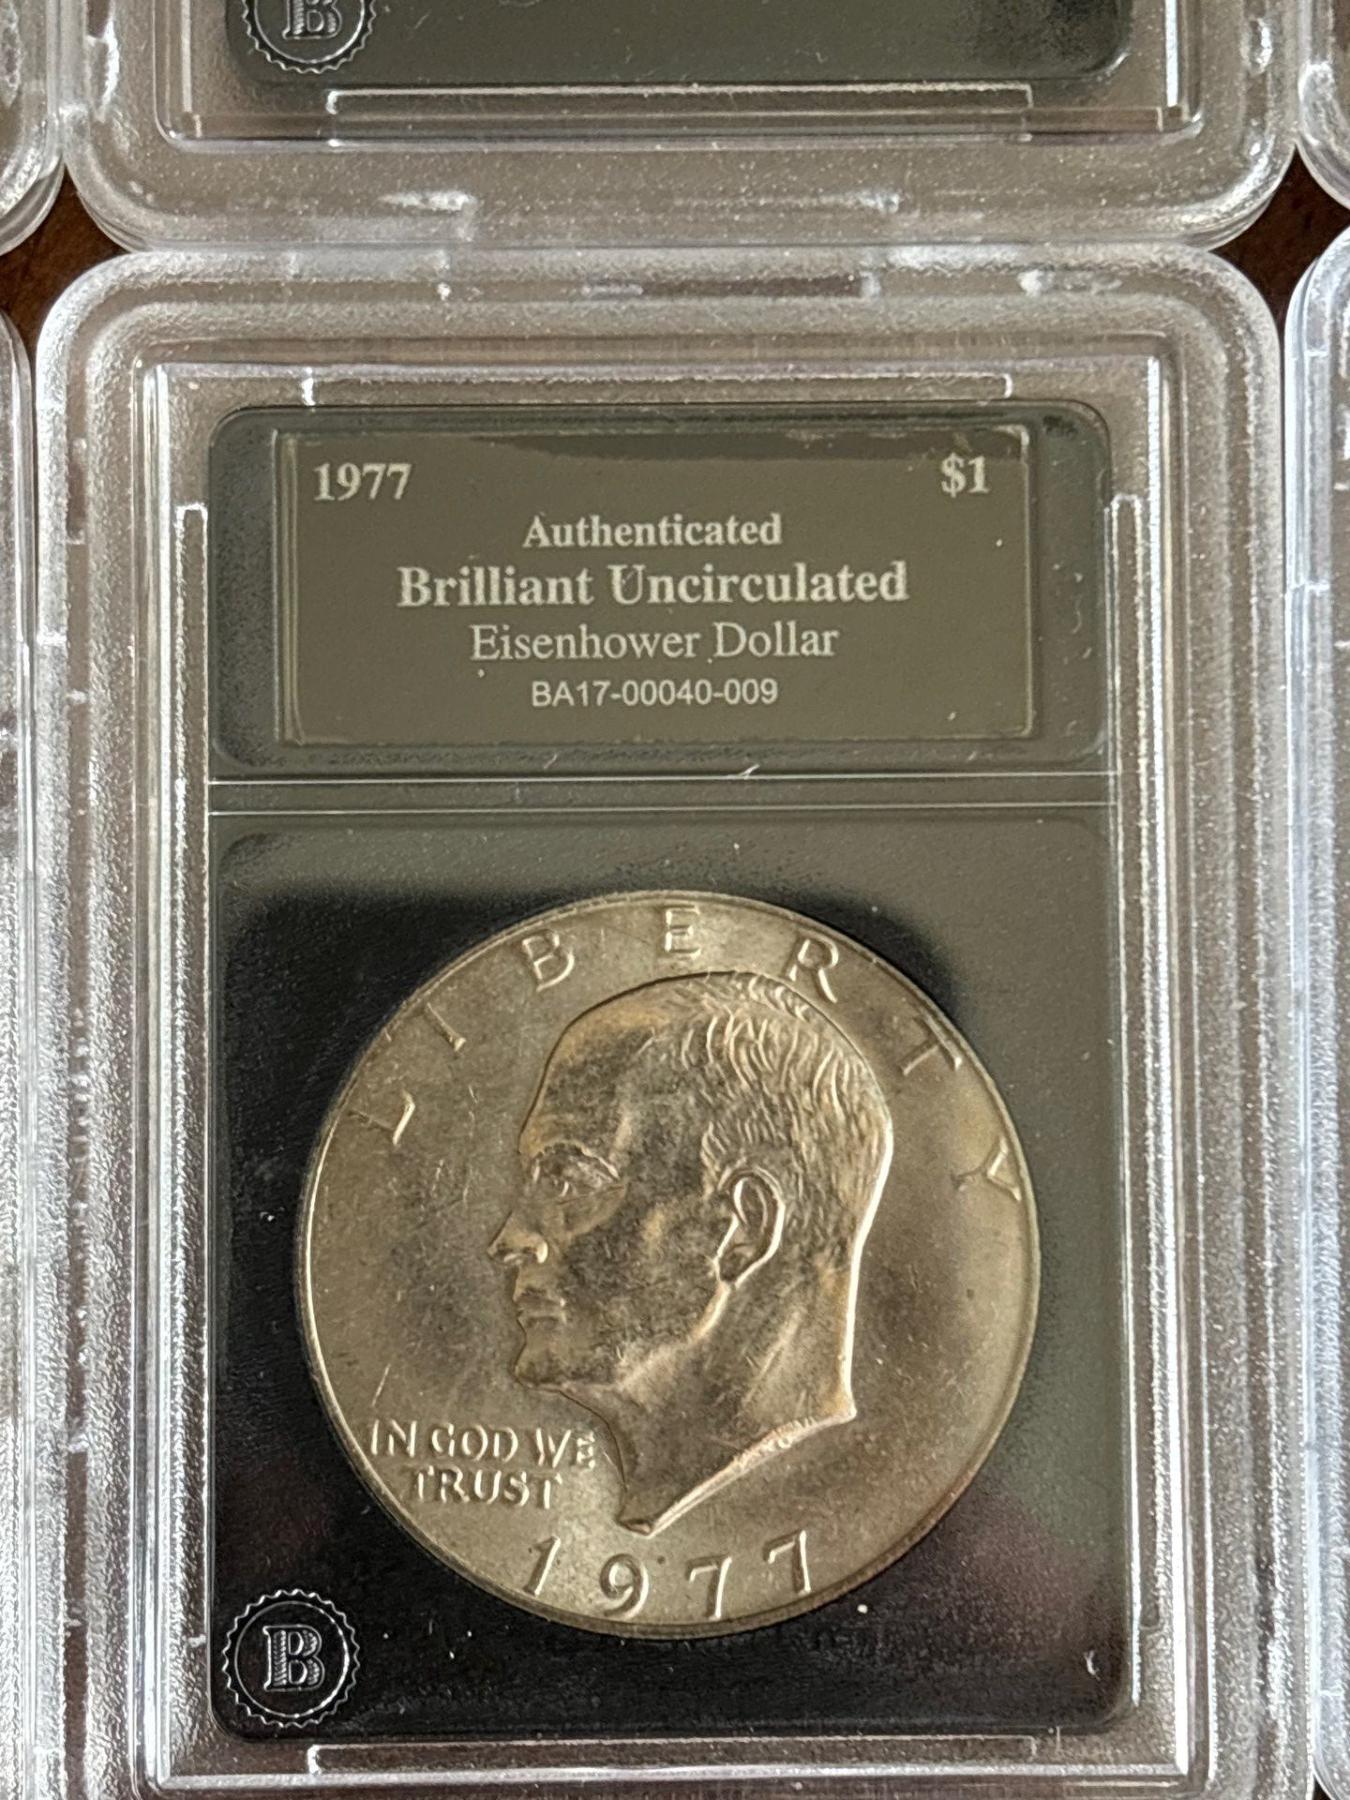 B
1977 $1
Authenticated
Brilliant Uncirculated
Eisenhower Dollar
BA17-00040-009
LIBERTY
IN GOD WE
TRUST
1977
B